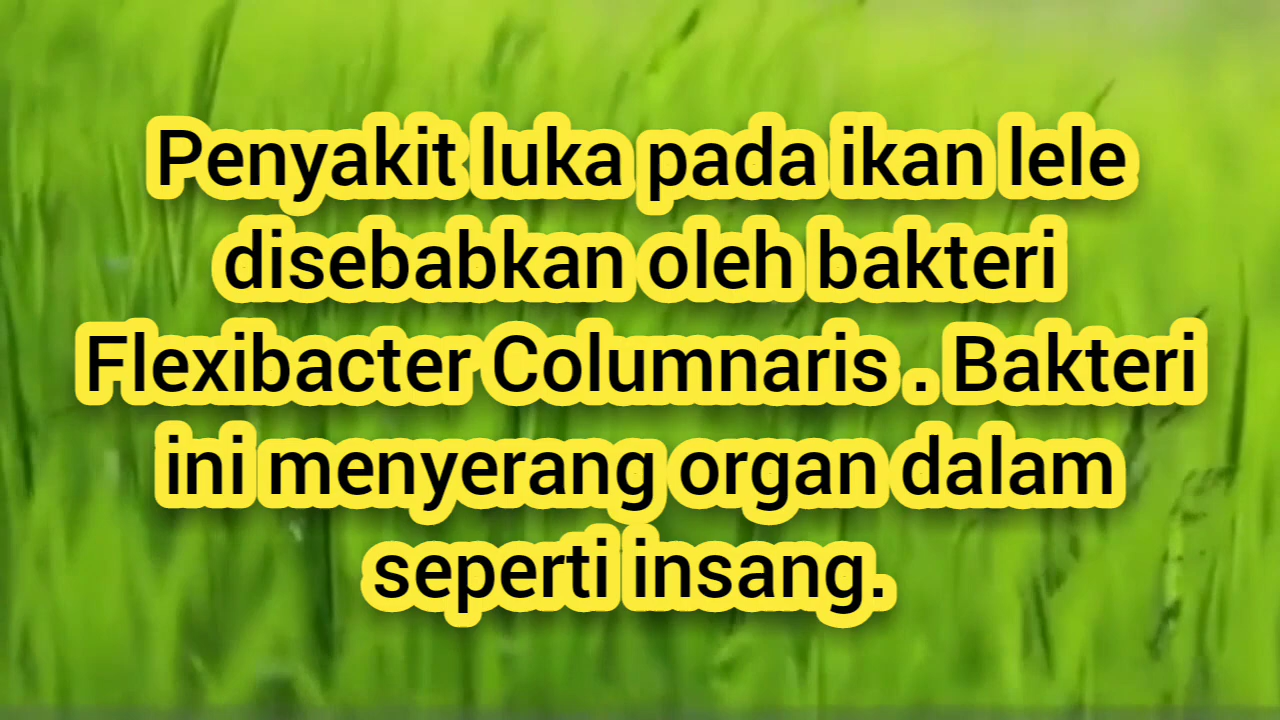 Penyakit luka pada ikan lele
disebabkan oleh bakteri
Flexibacter Columnaris . Bakteri
ini menyerang organ dalam
seperti insang.